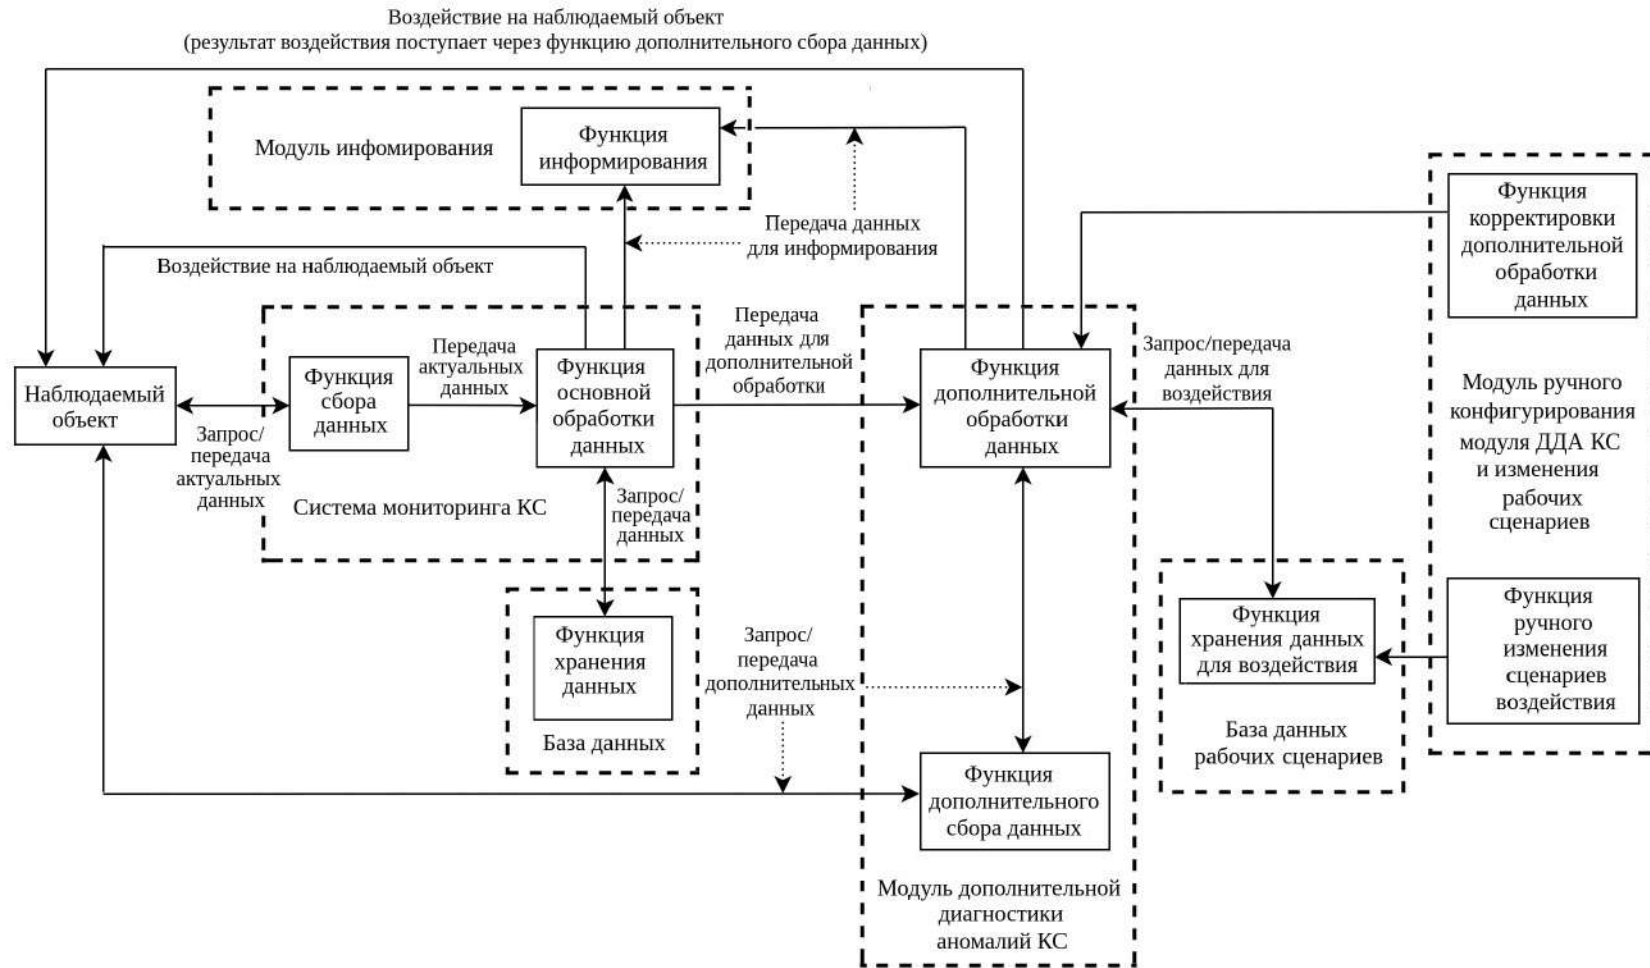 Воздействие на наблюдаемый объект
(результат воздействия поступает через функцию дополнительного сбора данных)
Модуль инфомирования
Функция
информирования
Передача данных
для информирования
Воздействие на наблюдаемый объект
Функция
корректировки
дополнительной
обработки
данных
Наблюдаемый
объект
Запрос/
передача
актуальных
данных
Функция
сбора
данных
Передача
актуальных
данных
Функция
основной
обработки
данных
Система мониторинга КС
Запрос/
передача
данных
Передача
данных для
дополнительной
обработки
Функция
дополнительной
обработки
данных
Запрос/передача
данных для
воздействия
Модуль ручного
конфигурирования
модуля ДДА КС
и изменения
рабочих
сценариев
Функция
хранения
данных
База данных
Запрос/
передача
дополнительных
данных
Функция
хранения данных
для воздействия
База данных
рабочих сценариев
Функция
ручного
изменения
сценариев
воздействия
Функция
дополнительного
сбора данных
Модуль дополнительной
диагностики
аномалий КС